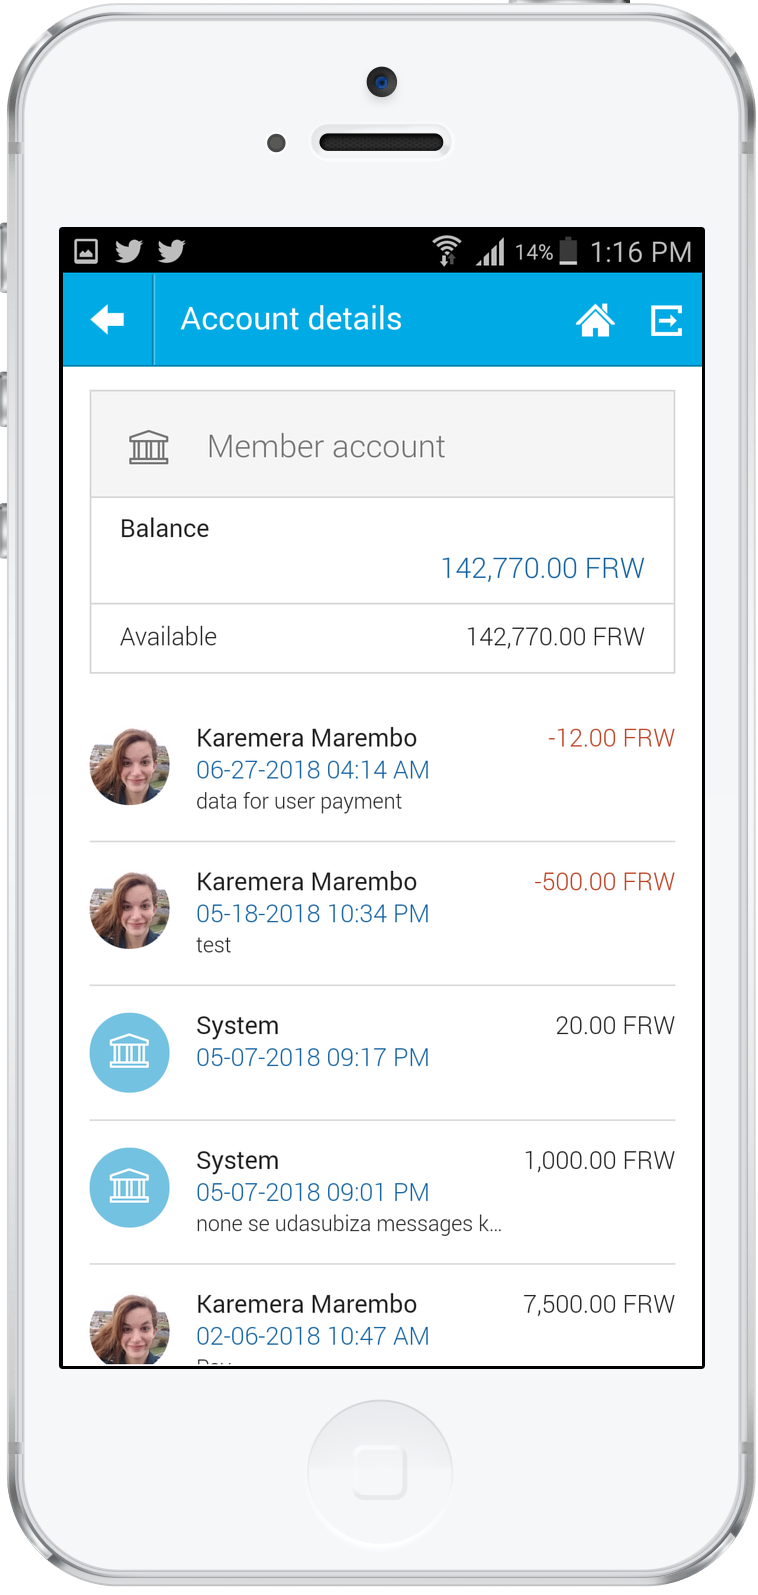 14% 1:16 PM
Account details
Member account
Balance
142,770.00 FRW
Available 142,770.00 FRW
Karemera Marembo -12.00 FRW
06-27-2018 04:14 AM
data for user payment
Karemera Marembo -500.00 FRW
05-18-2018 10:34 PM
test
System 20.00 FRW
05-07-2018 09:17 PM
System 1,000.00 FRW
05-07-2018 09:01 PM
none se udasubiza messages k...
Karemera Marembo 7,500.00 FRW
02-06-2018 10:47 AM